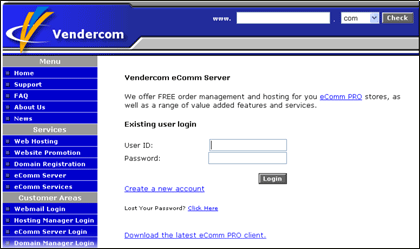 www. . com Check
Vendercom
Menu
Home
Support
FAQ
About Us
News
Services
Web Hosting
Website Promotion
Domain Registration
eComm Server
eComm Services
Customer Areas
Webmail Login
Hosting Manager Login
eComm Server Login
Domain Manager Login
Vendercom eComm Server
We offer FREE order management and hosting for you eComm PRO stores, as
well as a range of value added features and services.
Existing user login
User ID:
Password:
Login
Create a new account
Lost Your Password? Click Here
Download the latest eComm PRO client.